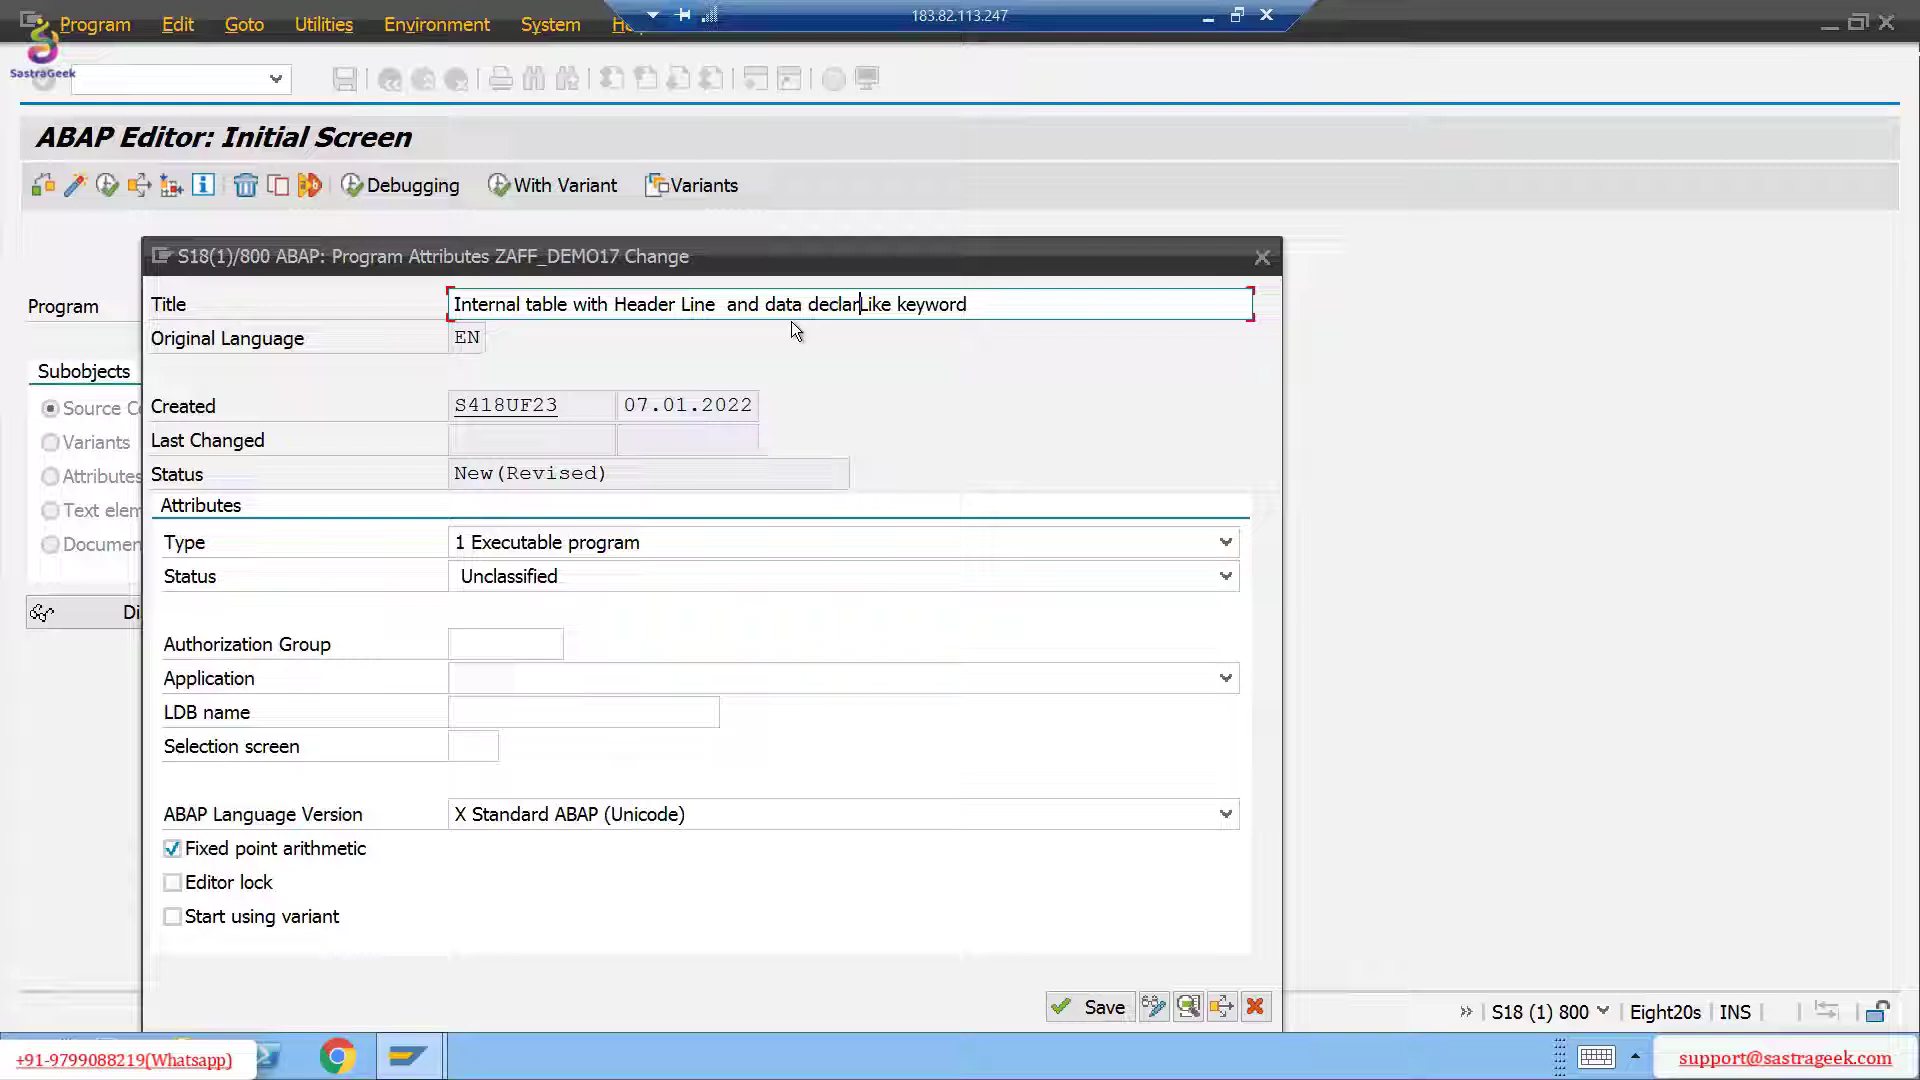 183.82.113.247
Program Edit Goto Utilities Environment System
SastraGeek
ABAP Editor: Initial Screen
Debugging With Variant Variants
S18(1)/800 ABAP: Program Attributes ZAFF_DEMO17 Change
Program
Title Internal table with Header Line  and data declarLike keyword
Original Language EN
Subobjects
Source C
Variants
Attributes
Text elem
Documen
Di
Created S418UF23 07.01.2022
Last Changed
Status New(Revised)
Attributes
Type 1 Executable program
Status Unclassified
Authorization Group
Application
LDB name
Selection screen
ABAP Language Version X Standard ABAP (Unicode)
Fixed point arithmetic
Editor lock
Start using variant
Save
S18 (1) 800 Eight20s INS
+91-9799088219(Whatsapp)
support@sastrageek.com